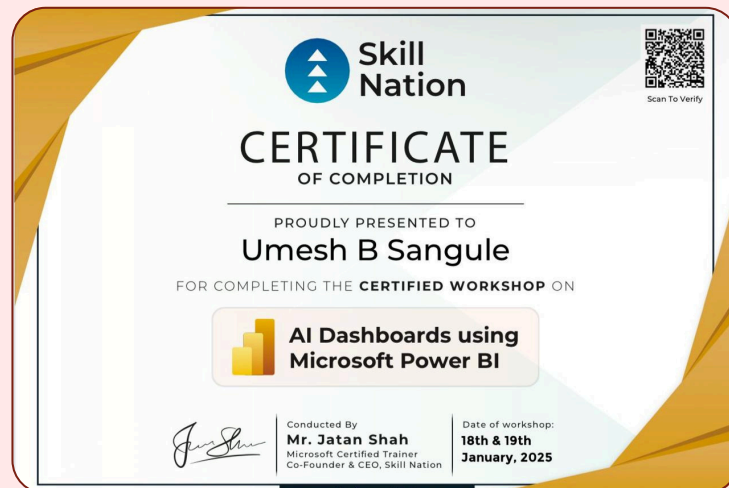 Skill
Nation
Scan To Verify
CERTIFICATE
OF COMPLETION
PROUDLY PRESENTED TO
Umesh B Sangule
FOR COMPLETING THE CERTIFIED WORKSHOP ON
AI Dashboards using
Microsoft Power BI
Conducted By
Mr. Jatan Shah
Microsoft Certified Trainer
Co-Founder & CEO, Skill Nation
Date of workshop:
18th & 19th
January, 2025